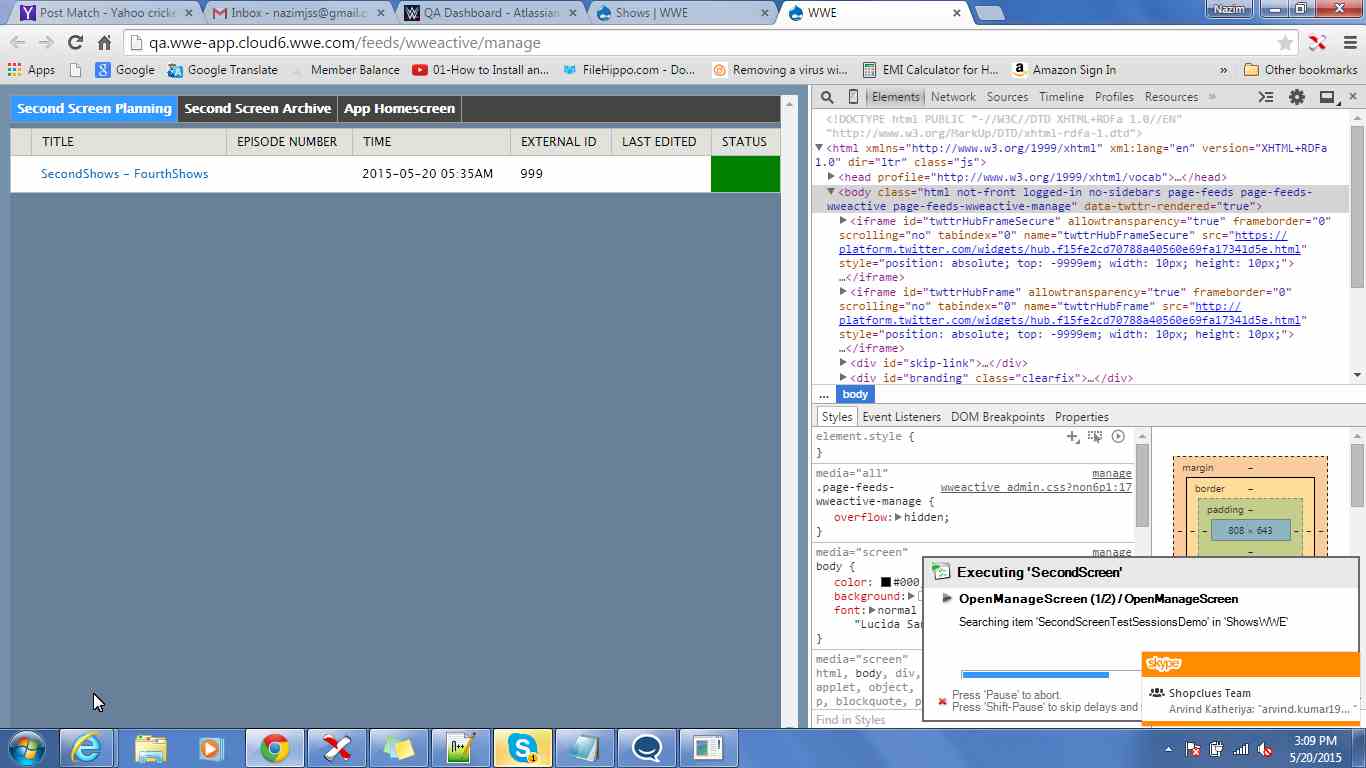 Post Match - Yahoo cricke
Inbox - nazimjss@gmail.c
QA Dashboard - Atlassian
Shows | WWE
WWE
Nazim
qa.wwe-app.cloud6.wwe.com/feeds/wweactive/manage
Apps
Google
Google Translate
Member Balance
01-How to Install an...
FileHippo.com - Do...
Removing a virus wi...
EMI Calculator for H...
Amazon Sign In
»
Other bookmarks
Second Screen Planning
Second Screen Archive
App Homescreen
TITLE
EPISODE NUMBER
TIME
EXTERNAL ID
LAST EDITED
STATUS
SecondShows - FourthShows
2015-05-20 05:35AM
999
Elements Network Sources Timeline Profiles Resources »
<!DOCTYPE html PUBLIC "-//W3C//DTD XHTML+RDFa 1.0//EN"
"http://www.w3.org/MarkUp/DTD/xhtml-rdfa-1.dtd">
<html xmlns="http://www.w3.org/1999/xhtml" xml:lang="en" version="XHTML+RDFa
1.0" dir="ltr" class="js">
<head profile="http://www.w3.org/1999/xhtml/vocab">…</head>
<body class="html not-front logged-in no-sidebars page-feeds page-feeds-
wweactive page-feeds-wweactive-manage" data-twttr-rendered="true">
<iframe id="twttrHubFrameSecure" allowtransparency="true" frameborder="0"
scrolling="no" tabindex="0" name="twttrHubFrameSecure" src="https://
platform.twitter.com/widgets/hub.f15fe2cd70788a40560e69fa17341d5e.html"
style="position: absolute; top: -9999em; width: 10px; height: 10px;">
…</iframe>
<iframe id="twttrHubFrame" allowtransparency="true" frameborder="0"
scrolling="no" tabindex="0" name="twttrHubFrame" src="http://
platform.twitter.com/widgets/hub.f15fe2cd70788a40560e69fa17341d5e.html"
style="position: absolute; top: -9999em; width: 10px; height: 10px;">
…</iframe>
<div id="skip-link">…</div>
<div id="branding" class="clearfix">…</div>
... body
Styles Event Listeners DOM Breakpoints Properties
element.style {
}
media="all" manage
.page-feeds- wweactive admin.css?non6p1:17
wweactive-manage {
overflow: hidden;
}
media="screen" manage
body {
color: #000
background:
font: normal
"Lucida Sa
}
media="screen"
html, body, div,
applet, object,
p, blockquote, p
Find in Styles
margin –
border –
padding –
– – – 808 × 643 – – –
–
Executing 'SecondScreen'
OpenManageScreen (1/2) / OpenManageScreen
Searching item 'SecondScreenTestSessionsDemo' in 'ShowsWWE'
Press 'Pause' to abort.
Press 'Shift-Pause' to skip delays and
skype
Shopclues Team
Arvind Katheriya: "arvind.kumar19... "
3:09 PM
5/20/2015